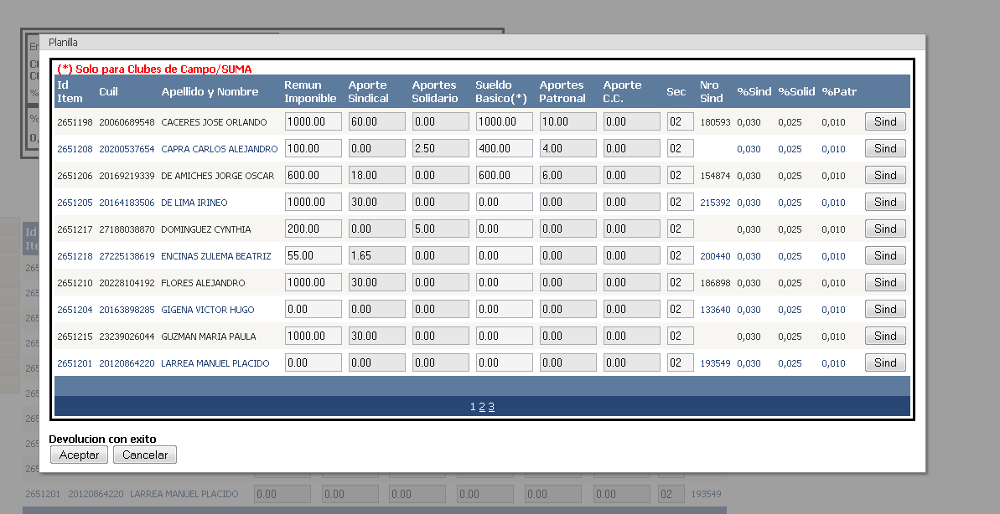 Planilla
(*) Solo para Clubes de Campo/SUMA
Id Item Cuil Apellido y Nombre Remun Imponible Aporte Sindical Aportes Solidario Sueldo Basico(*) Aportes Patronal Aporte C.C. Sec Nro Sind %Sind %Solid %Patr
2651198 20060689548 CACERES JOSE ORLANDO 1000.00 60.00 0.00 1000.00 10.00 0.00 02 180593 0,030 0,025 0,010 Sind
2651208 20200537654 CAPRA CARLOS ALEJANDRO 100.00 0.00 2.50 400.00 4.00 0.00 02 0,030 0,025 0,010 Sind
2651206 20169219339 DE AMICHES JORGE OSCAR 600.00 18.00 0.00 600.00 6.00 0.00 02 154874 0,030 0,025 0,010 Sind
2651205 20164183506 DE LIMA IRINEO 1000.00 30.00 0.00 0.00 0.00 0.00 02 215392 0,030 0,025 0,010 Sind
2651217 27188038870 DOMINGUEZ CYNTHIA 200.00 0.00 5.00 0.00 0.00 0.00 02 0,030 0,025 0,010 Sind
2651218 27225138619 ENCINAS ZULEMA BEATRIZ 55.00 1.65 0.00 0.00 0.00 0.00 02 200440 0,030 0,025 0,010 Sind
2651210 20228104192 FLORES ALEJANDRO 1000.00 30.00 0.00 0.00 0.00 0.00 02 186898 0,030 0,025 0,010 Sind
2651204 20163898285 GIGENA VICTOR HUGO 0.00 0.00 0.00 0.00 0.00 0.00 02 133640 0,030 0,025 0,010 Sind
2651215 23239026044 GUZMAN MARIA PAULA 1000.00 30.00 0.00 0.00 0.00 0.00 02 0,030 0,025 0,010 Sind
2651201 20120864220 LARREA MANUEL PLACIDO 0.00 0.00 0.00 0.00 0.00 0.00 02 193549 0,030 0,025 0,010 Sind
1 2 3
Devolucion con exito
Aceptar Cancelar
2651201 20120864220 LARREA MANUEL PLACIDO 0.00 0.00 0.00 0.00 0.00 0.00 02 193549